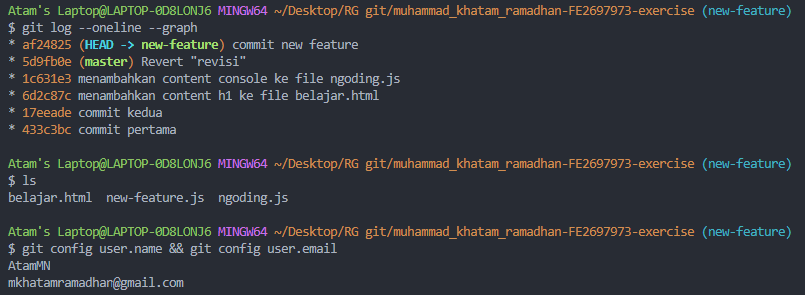 Atam's Laptop@LAPTOP-0D8LONJ6 MINGW64 ~/Desktop/RG git/muhammad_khatam_ramadhan-FE2697973-exercise (new-feature)
$ git log --oneline --graph
* af24825 (HEAD -> new-feature) commit new feature
* 5d9fb0e (master) Revert "revisi"
* 1c631e3 menambahkan content console ke file ngoding.js
* 6d2c87c menambahkan content h1 ke file belajar.html
* 17eeade commit kedua
* 433c3bc commit pertama
Atam's Laptop@LAPTOP-0D8LONJ6 MINGW64 ~/Desktop/RG git/muhammad_khatam_ramadhan-FE2697973-exercise (new-feature)
$ ls
belajar.html  new-feature.js  ngoding.js
Atam's Laptop@LAPTOP-0D8LONJ6 MINGW64 ~/Desktop/RG git/muhammad_khatam_ramadhan-FE2697973-exercise (new-feature)
$ git config user.name && git config user.email
AtamMN
mkhatamramadhan@gmail.com